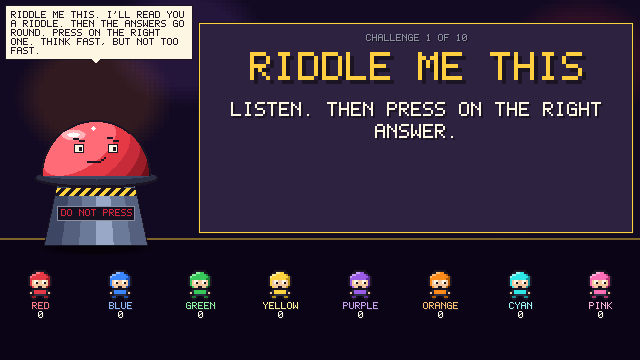 RIDDLE ME THIS. I'LL READ YOU
A RIDDLE. THEN THE ANSWERS GO
ROUND. PRESS ON THE RIGHT
ONE. THINK FAST, BUT NOT TOO
FAST.
CHALLENGE 1 OF 10
RIDDLE ME THIS
LISTEN. THEN PRESS ON THE RIGHT
ANSWER.
DO NOT PRESS
RED BLUE GREEN YELLOW PURPLE ORANGE CYAN PINK
0 0 0 0 0 0 0 0